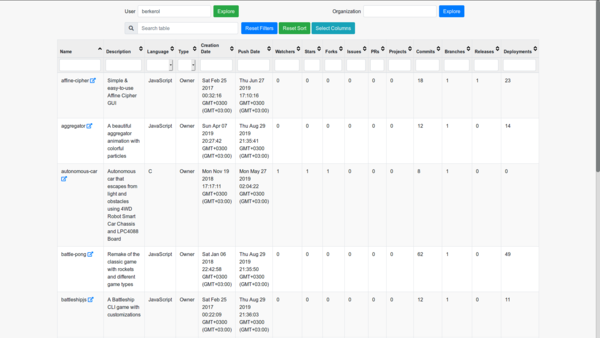 User berkerol Explore Organization Explore
Search table Reset Filters Reset Sort Select Columns
Name Description Language Type Creation Date Push Date Watchers Stars Forks Issues PRs Projects Commits Branches Releases Deployments
affine-cipher Simple & easy-to-use Affine Cipher GUI JavaScript Owner Sat Feb 25 2017 00:32:16 GMT+0300 (GMT+03:00) Thu Jun 27 2019 17:10:16 GMT+0300 (GMT+03:00) 0 0 0 0 0 0 16 1 1 23
aggregator A beautiful aggregator animation with colorful particles JavaScript Owner Sun Apr 07 2019 20:27:42 GMT+0300 (GMT+03:00) Thu Aug 29 2019 21:35:41 GMT+0300 (GMT+03:00) 0 0 0 0 0 0 12 1 0 14
autonomous-car Autonomous car that escapes from light and obstacles using 4WD Robot Smart Car Chassis and LPC4088 Board C Owner Mon Nov 19 2018 17:17:11 GMT+0300 (GMT+03:00) Mon May 27 2019 02:04:22 GMT+0300 (GMT+03:00) 1 1 1 0 0 0 8 1 0 0
battle-pong Remake of the classic game with rockets and different game types JavaScript Owner Sat Jan 06 2018 22:42:58 GMT+0300 (GMT+03:00) Thu Aug 29 2019 21:35:50 GMT+0300 (GMT+03:00) 0 0 0 0 0 0 62 1 0 49
battleshipjs A Battleship CLI game with customizations JavaScript Owner Sat Feb 25 2017 00:22:09 GMT+0300 (GMT+03:00) Thu Aug 29 2019 21:36:03 GMT+0300 (GMT+03:00) 0 0 0 0 0 0 12 1 0 11